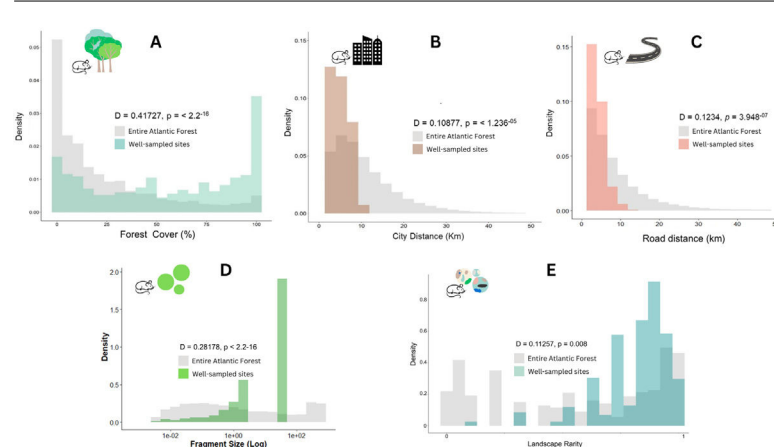 A
0.05
0.04
0.03
0.02
0.01
0.00
Density
D = 0.41727, p = < 2.2-16
Entire Atlantic Forest
Well-sampled sites
0
25
50
75
100
Forest Cover (%)
B
0.15
0.10
0.05
0.00
Density
D = 0.10877, p = < 1.236-05
Entire Atlantic Forest
Well-sampled sites
0
10
20
30
40
50
City Distance (Km)
C
0.15
0.10
0.05
0.00
Density
D = 0.1234, p = 3.948-07
Entire Atlantic Forest
Well-sampled sites
0
10
20
30
40
50
Road distance (km)
D
2.0
1.5
1.0
0.5
0.0
Density
D = 0.28178, p < 2.2-16
Entire Atlantic Forest
Well-sampled sites
1e-02
1e+00
1e+02
Fragment Size (Log)
E
0.8
0.6
0.4
0.2
0
Density
D = 0.11257, p = 0.008
Entire Atlantic Forest
Well-sampled sites
0
1
Landscape Rarity